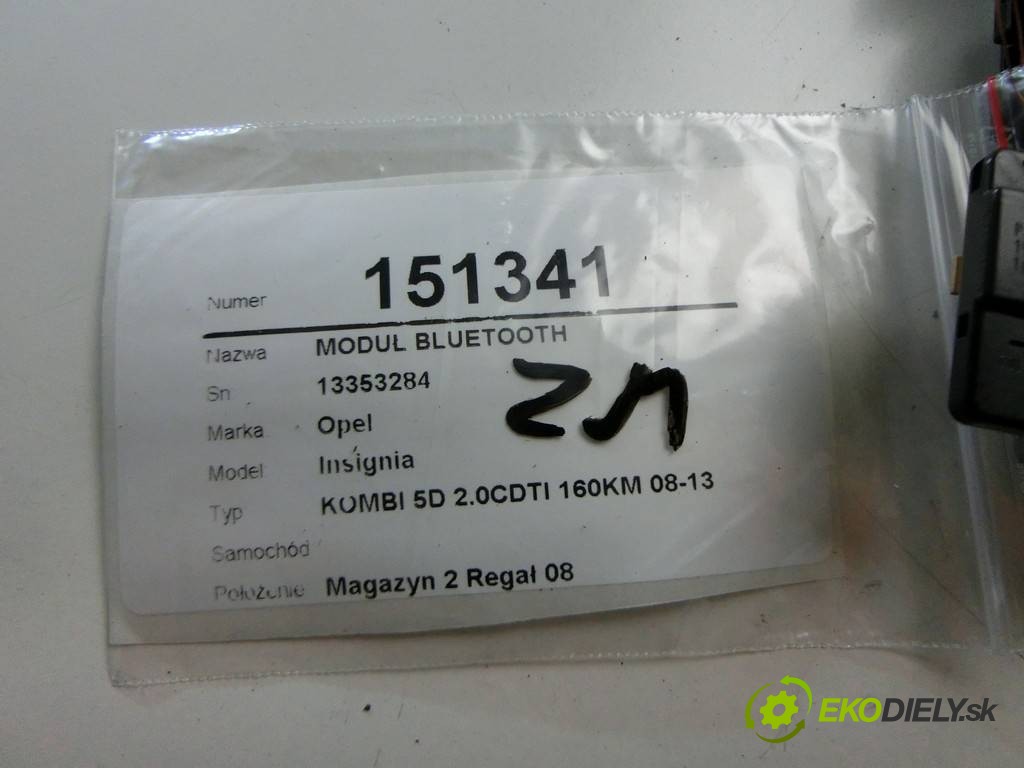 Numer 151341
Nazwa MODUŁ BLUETOOTH
Sn 13353284
Marka Opel
Model Insignia
Typ KOMBI 5D 2.0CDTI 160KM 08-13
Samochód
Położenie Magazyn 2 Regał 08
EKODIELY.sk